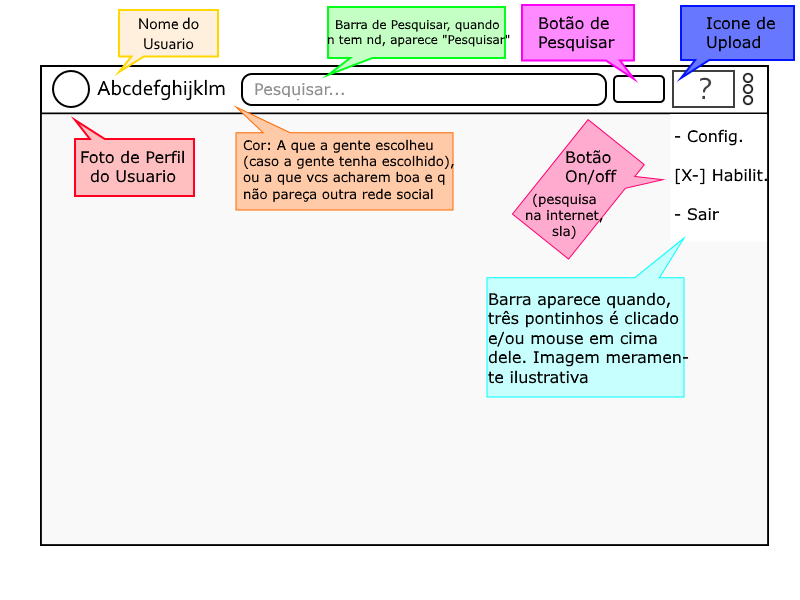 Nome do
Usuario
Barra de Pesquisar, quando
n tem nd, aparece "Pesquisar"
Botão de
Pesquisar
Icone de
Upload
Abcdefghijklm
Pesquisar...
?
Foto de Perfil
do Usuario
Cor: A que a gente escolheu
(caso a gente tenha escolhido),
ou a que vcs acharem boa e q
não pareça outra rede social
Botão
On/off
(pesquisa
na internet,
sla)
- Config.
[X-] Habilit.
- Sair
Barra aparece quando,
três pontinhos é clicado
e/ou mouse em cima
dele. Imagem meramen-
te ilustrativa